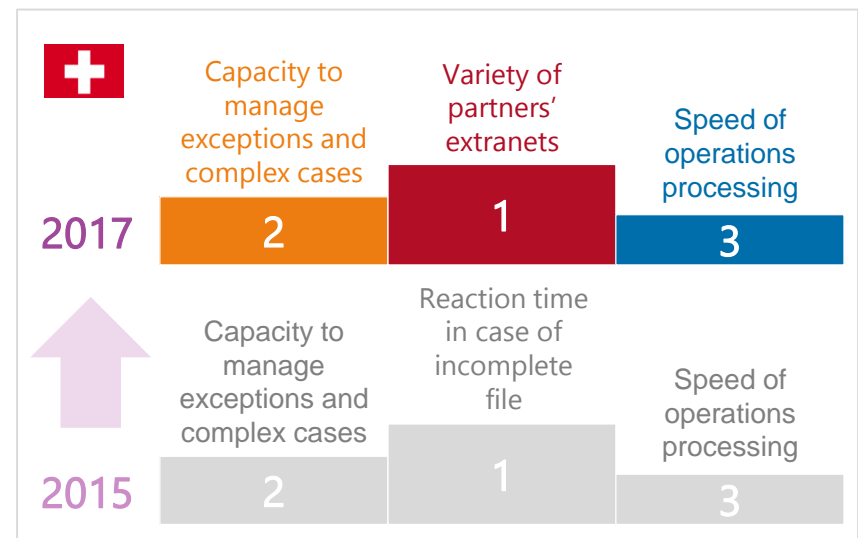 Capacity to
manage
exceptions and
complex cases
Variety of
partners’
extranets
Speed of
operations
processing
2017
2
1
3
Capacity to
manage
exceptions and
complex cases
Reaction time
in case of
incomplete
file
Speed of
operations
processing
2015
2
1
3